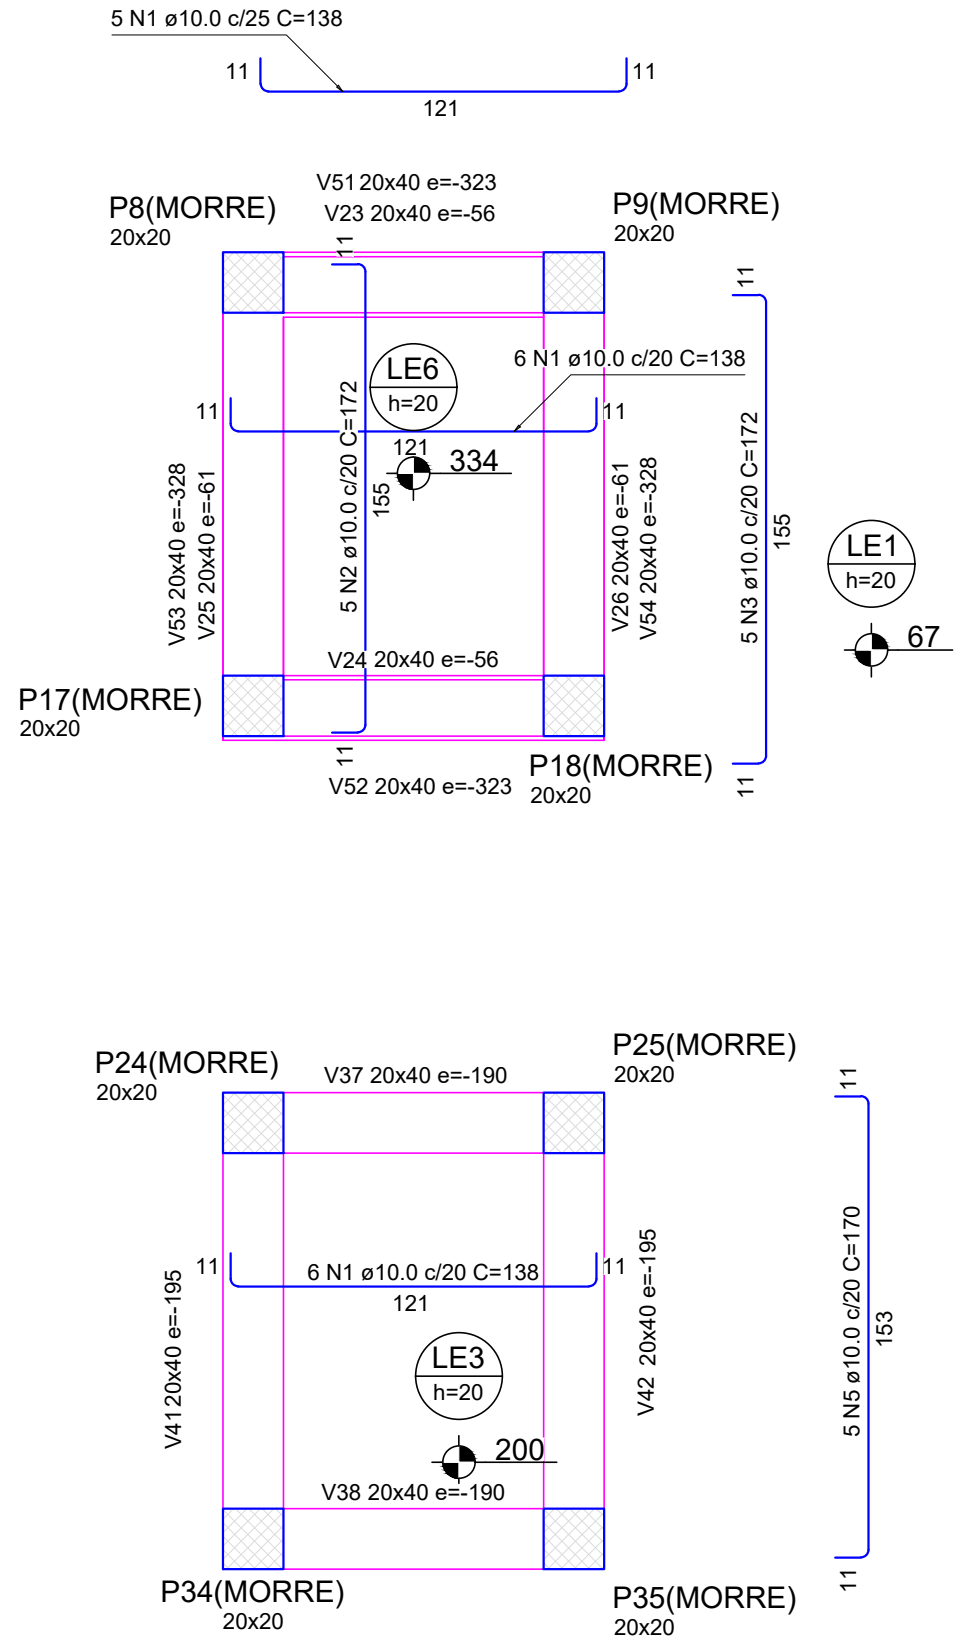 5 N1 ø10.0 c/25 C=138
11
11
121
V51 20x40 e=-323
V23 20x40 e=-56
P8(MORRE)
20x20
P9(MORRE)
20x20
11
11
LE6
h=20
6 N1 ø10.0 c/20 C=138
11
11
121
334
5 N2 ø10.0 c/20 C=172
155
V53 20x40 e=-328
V25 20x40 e=-61
V26 20x40 e=-61
V54 20x40 e=-328
5 N3 ø10.0 c/20 C=172
155
LE1
h=20
67
V24 20x40 e=-56
P17(MORRE)
20x20
11
V52 20x40 e=-323
P18(MORRE)
20x20
11
P24(MORRE)
20x20
V37 20x40 e=-190
P25(MORRE)
20x20
11
11
6 N1 ø10.0 c/20 C=138
11
121
V41 20x40 e=-195
V42 20x40 e=-195
5 N5 ø10.0 c/20 C=170
153
LE3
h=20
200
V38 20x40 e=-190
11
P34(MORRE)
20x20
P35(MORRE)
20x20